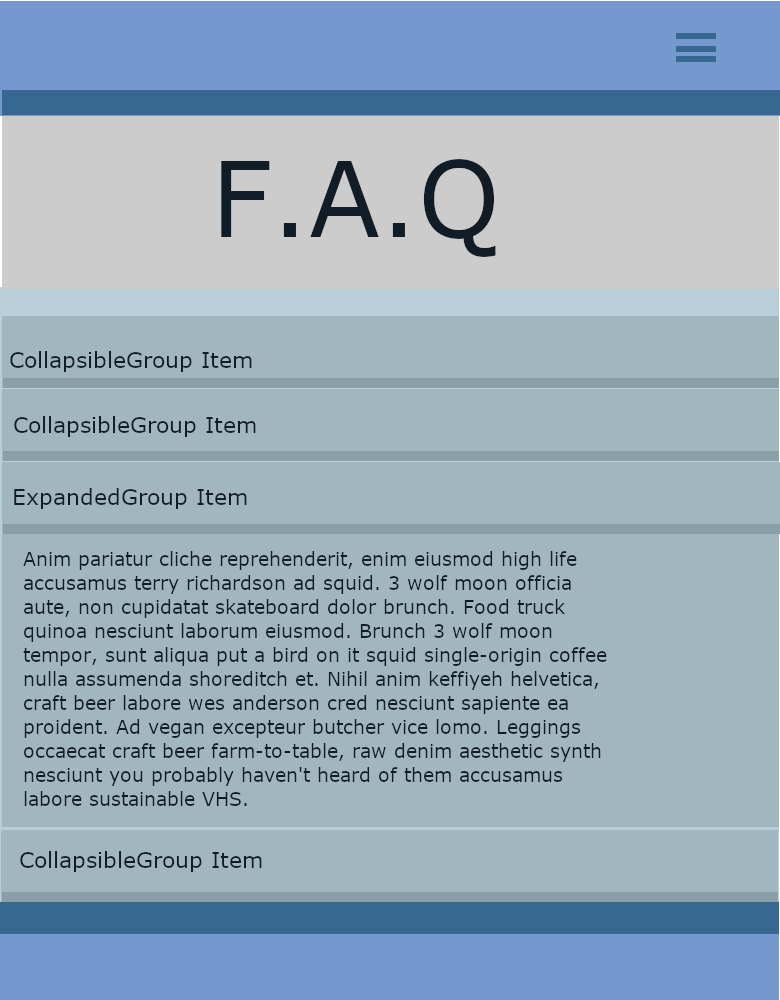 F.A.Q
CollapsibleGroup Item
CollapsibleGroup Item
ExpandedGroup Item
Anim pariatur cliche reprehenderit, enim eiusmod high life
accusamus terry richardson ad squid. 3 wolf moon officia
aute, non cupidatat skateboard dolor brunch. Food truck
quinoa nesciunt laborum eiusmod. Brunch 3 wolf moon
tempor, sunt aliqua put a bird on it squid single-origin coffee
nulla assumenda shoreditch et. Nihil anim keffiyeh helvetica,
craft beer labore wes anderson cred nesciunt sapiente ea
proident. Ad vegan excepteur butcher vice lomo. Leggings
occaecat craft beer farm-to-table, raw denim aesthetic synth
nesciunt you probably haven't heard of them accusamus
labore sustainable VHS.
CollapsibleGroup Item